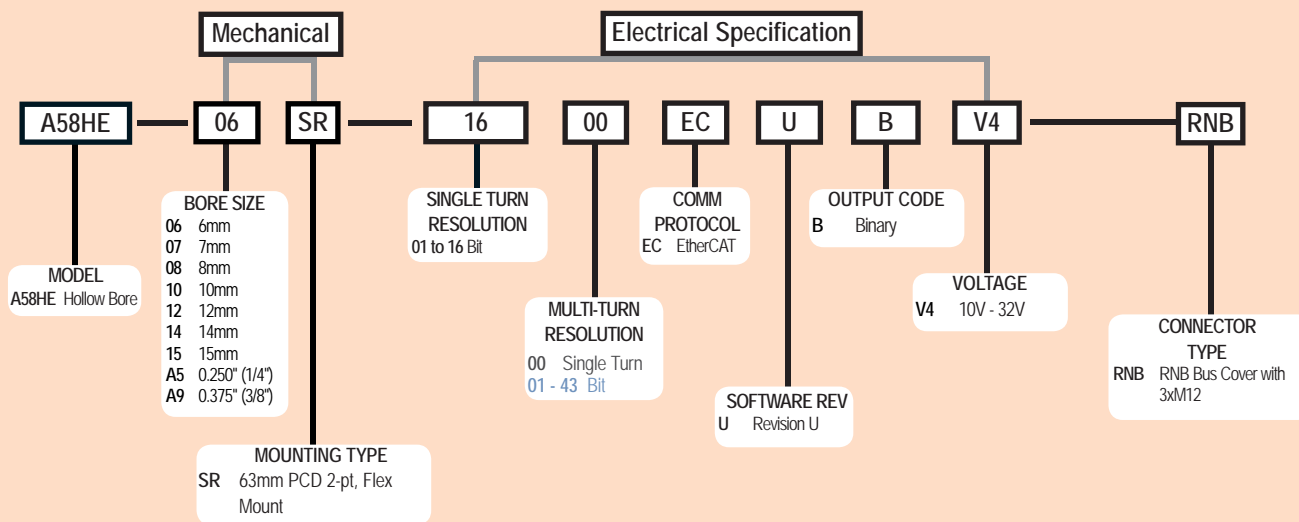 Mechanical
Electrical Specification
A58HE
06
SR
16
00
EC
U
B
V4
RNB
MODEL
A58HE Hollow Bore
BORE SIZE
06 6mm
07 7mm
08 8mm
10 10mm
12 12mm
14 14mm
15 15mm
A5 0.250" (1/4")
A9 0.375" (3/8")
MOUNTING TYPE
SR 63mm PCD 2-pt, Flex
Mount
SINGLE TURN
RESOLUTION
01 to 16 Bit
MULTI-TURN
RESOLUTION
00 Single Turn
01 - 43 Bit
COMM
PROTOCOL
EC EtherCAT
SOFTWARE REV
U Revision U
OUTPUT CODE
B Binary
VOLTAGE
V4 10V - 32V
CONNECTOR
TYPE
RNB RNB Bus Cover with
3xM12